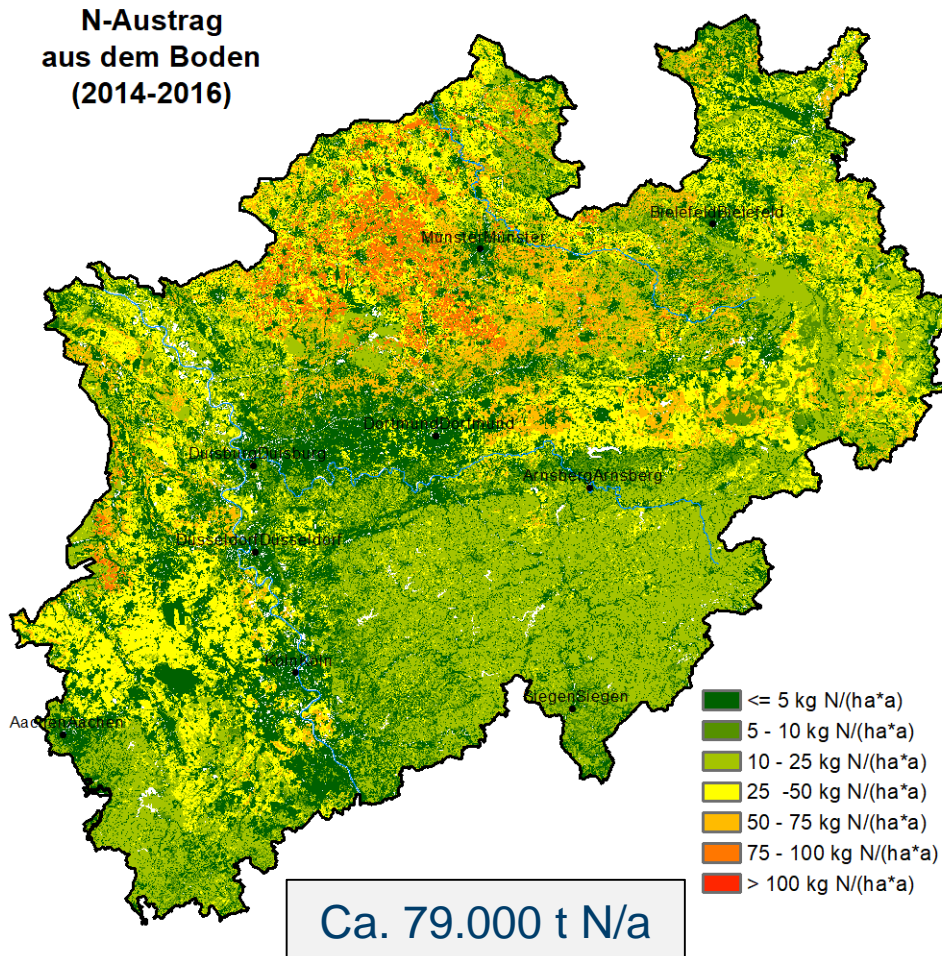 N-Austrag
aus dem Boden
(2014-2016)
BielefeldBielefeld
MünsterMünster
DortmundDortmund
DuisburgDuisburg
ArnsbergArnsberg
DüsseldorfDüsseldorf
KölnKöln
SiegenSiegen
AachenAachen
<= 5 kg N/(ha*a)
5 - 10 kg N/(ha*a)
10 - 25 kg N/(ha*a)
25 -50 kg N/(ha*a)
50 - 75 kg N/(ha*a)
75 - 100 kg N/(ha*a)
> 100 kg N/(ha*a)
Ca. 79.000 t N/a